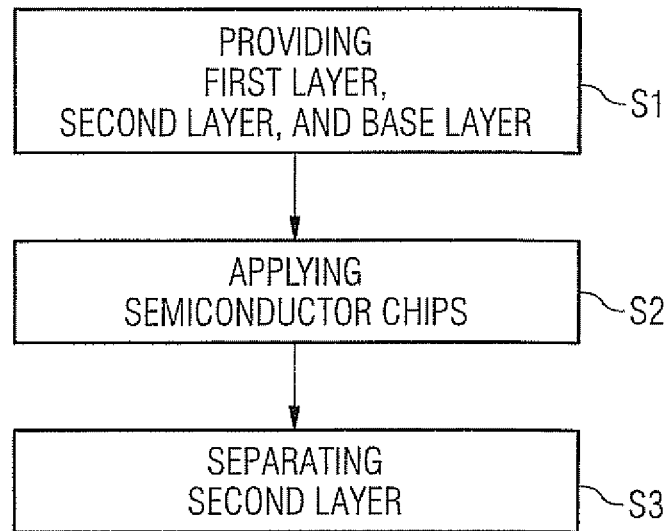 PROVIDING
FIRST LAYER,
SECOND LAYER, AND BASE LAYER
S1
APPLYING
SEMICONDUCTOR CHIPS
S2
SEPARATING
SECOND LAYER
S3